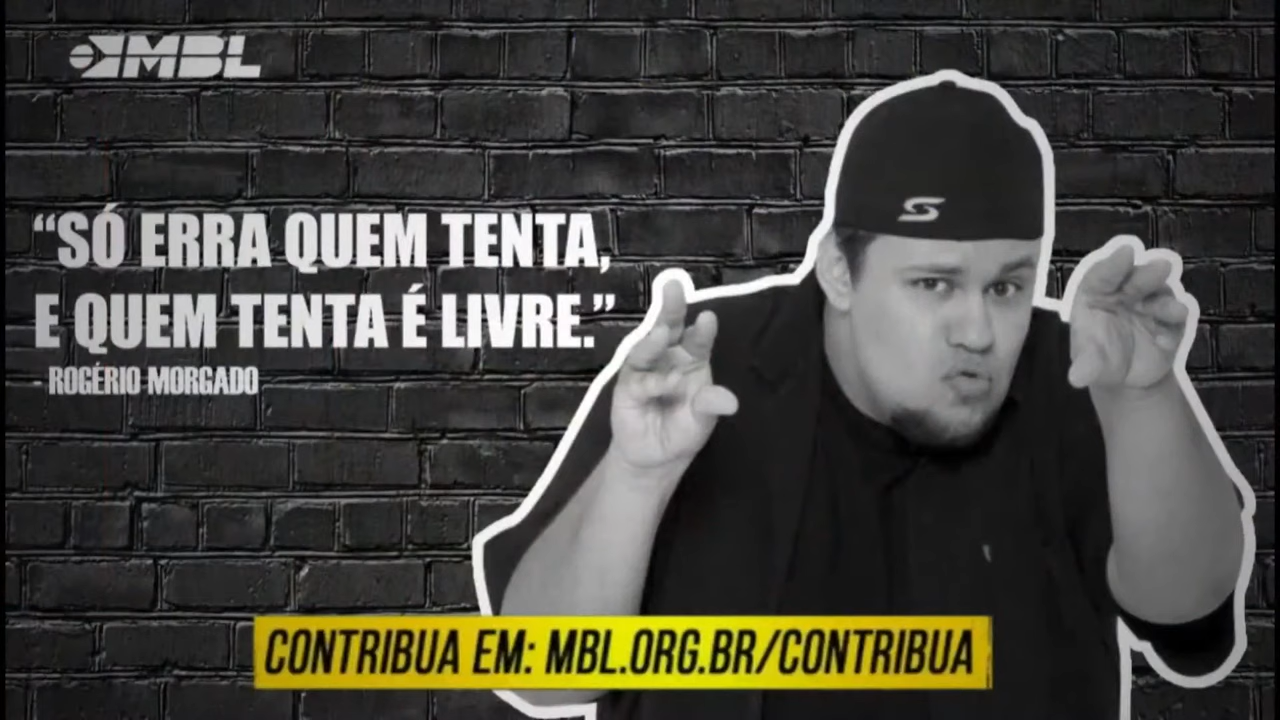 MBL
“SÓ ERRA QUEM TENTA,
E QUEM TENTA É LIVRE.”
ROGÉRIO MORGADO
S
CONTRIBUA EM: MBL.ORG.BR/CONTRIBUA